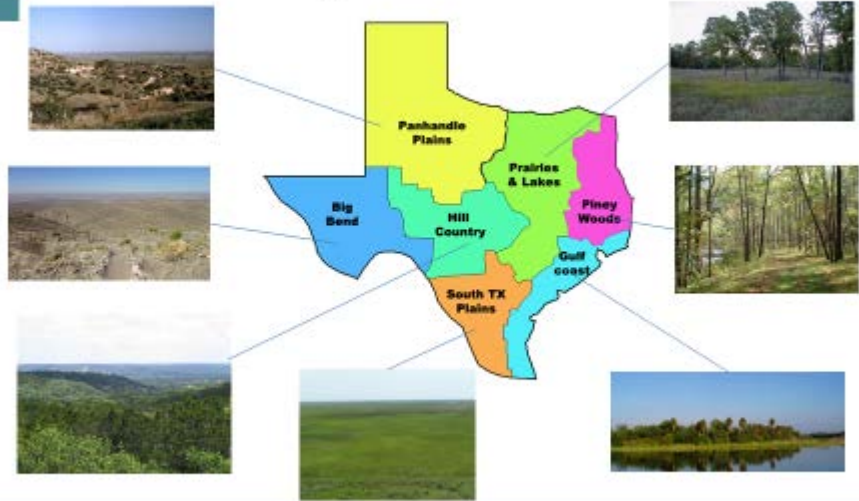 Panhandle
Plains
Prairies
& Lakes
Piney
Woods
Big
Bend
Hill
Country
Gulf
coast
South TX
Plains